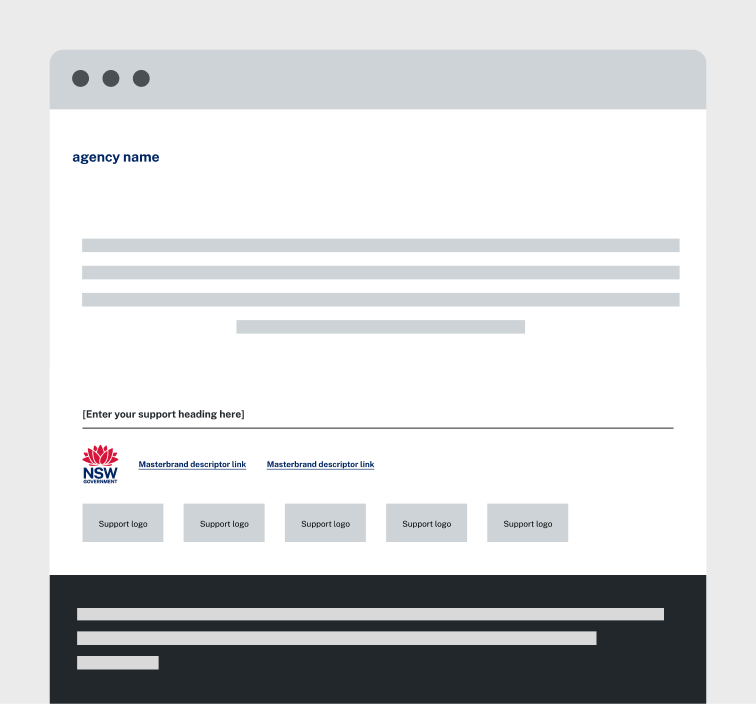 agency name
[Enter your support heading here]
NSW
GOVERNMENT
Masterbrand descriptor link Masterbrand descriptor link
Support logo Support logo Support logo Support logo Support logo